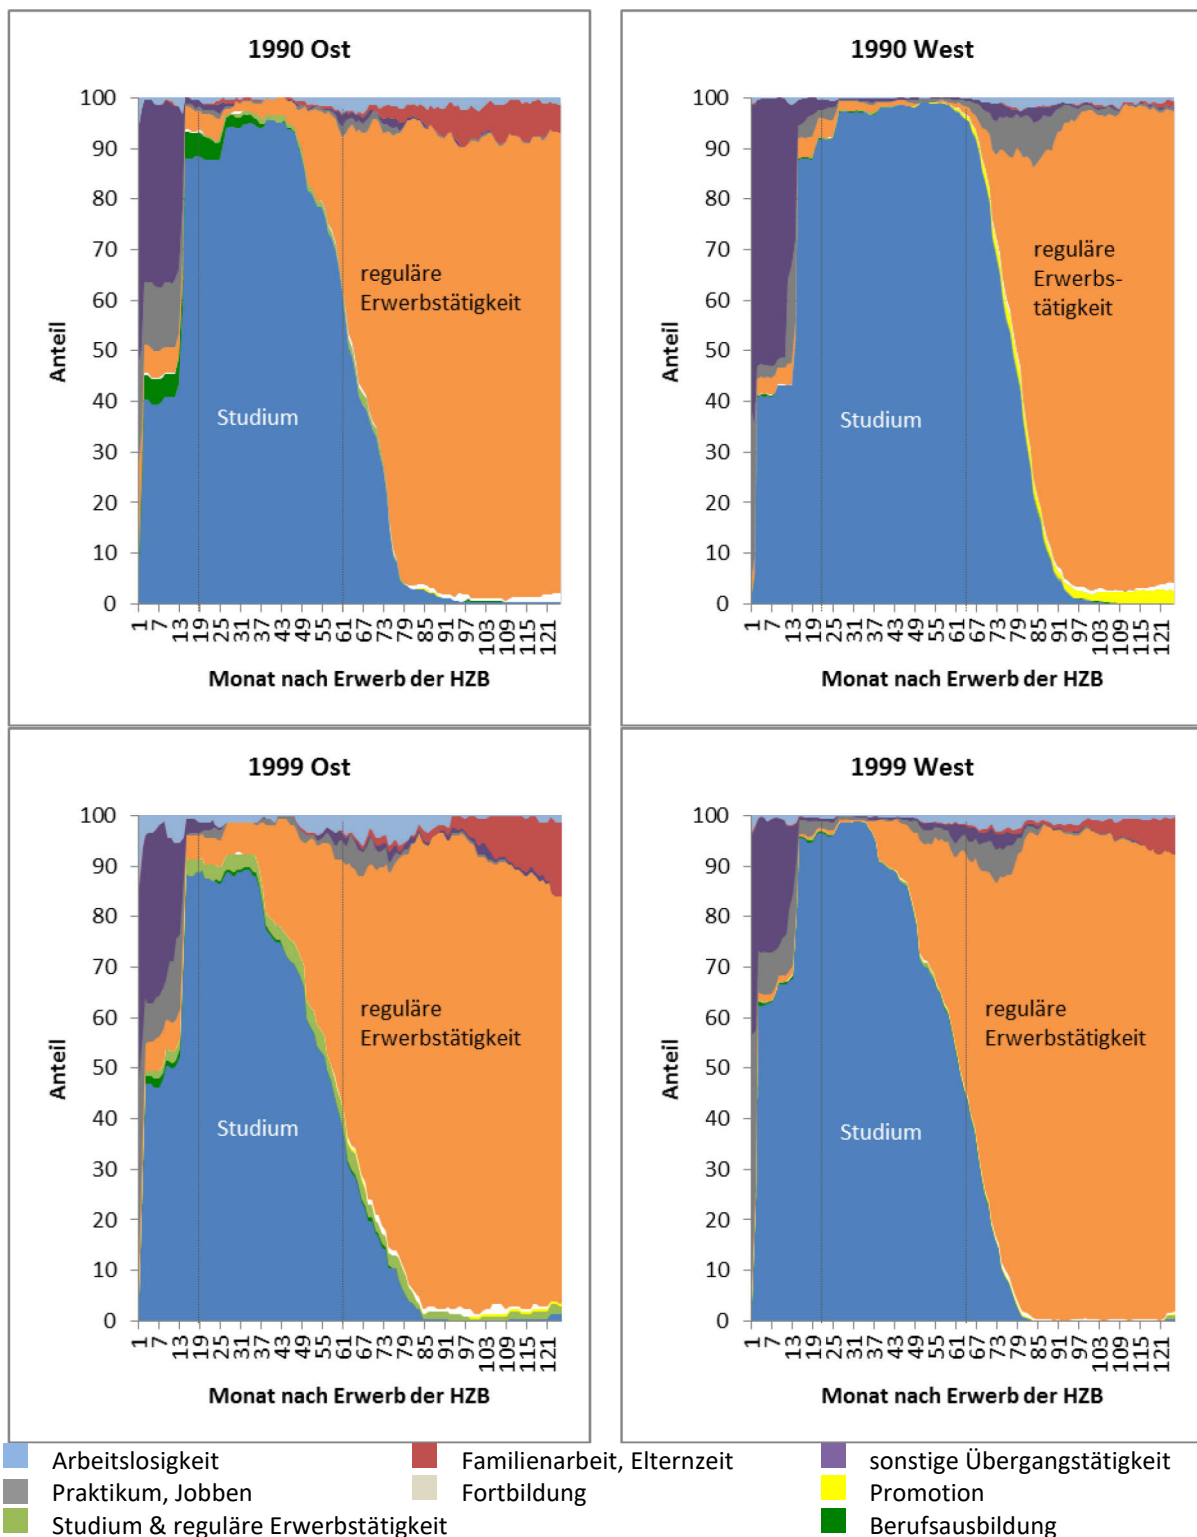 1990 Ost
100
90
80
70
60
50
40
30
20
10
0
Anteil
reguläre
Erwerbstätigkeit
Studium
1 7 13 19 25 31 37 43 49 55 61 67 73 79 85 91 97 103 109 115 121
Monat nach Erwerb der HZB
1990 West
100
90
80
70
60
50
40
30
20
10
0
Anteil
reguläre
Erwerbs-
tätigkeit
Studium
1 7 13 19 25 31 37 43 49 55 61 67 73 79 85 91 97 103 109 115 121
Monat nach Erwerb der HZB
1999 Ost
100
90
80
70
60
50
40
30
20
10
0
Anteil
reguläre
Erwerbstätigkeit
Studium
1 7 13 19 25 31 37 43 49 55 61 67 73 79 85 91 97 103 109 115 121
Monat nach Erwerb der HZB
1999 West
100
90
80
70
60
50
40
30
20
10
0
Anteil
reguläre
Erwerbstätigkeit
Studium
1 7 13 19 25 31 37 43 49 55 61 67 73 79 85 91 97 103 109 115 121
Monat nach Erwerb der HZB
Arbeitslosigkeit
Familienarbeit, Elternzeit
sonstige Übergangstätigkeit
Praktikum, Jobben
Fortbildung
Promotion
Studium & reguläre Erwerbstätigkeit
Berufsausbildung